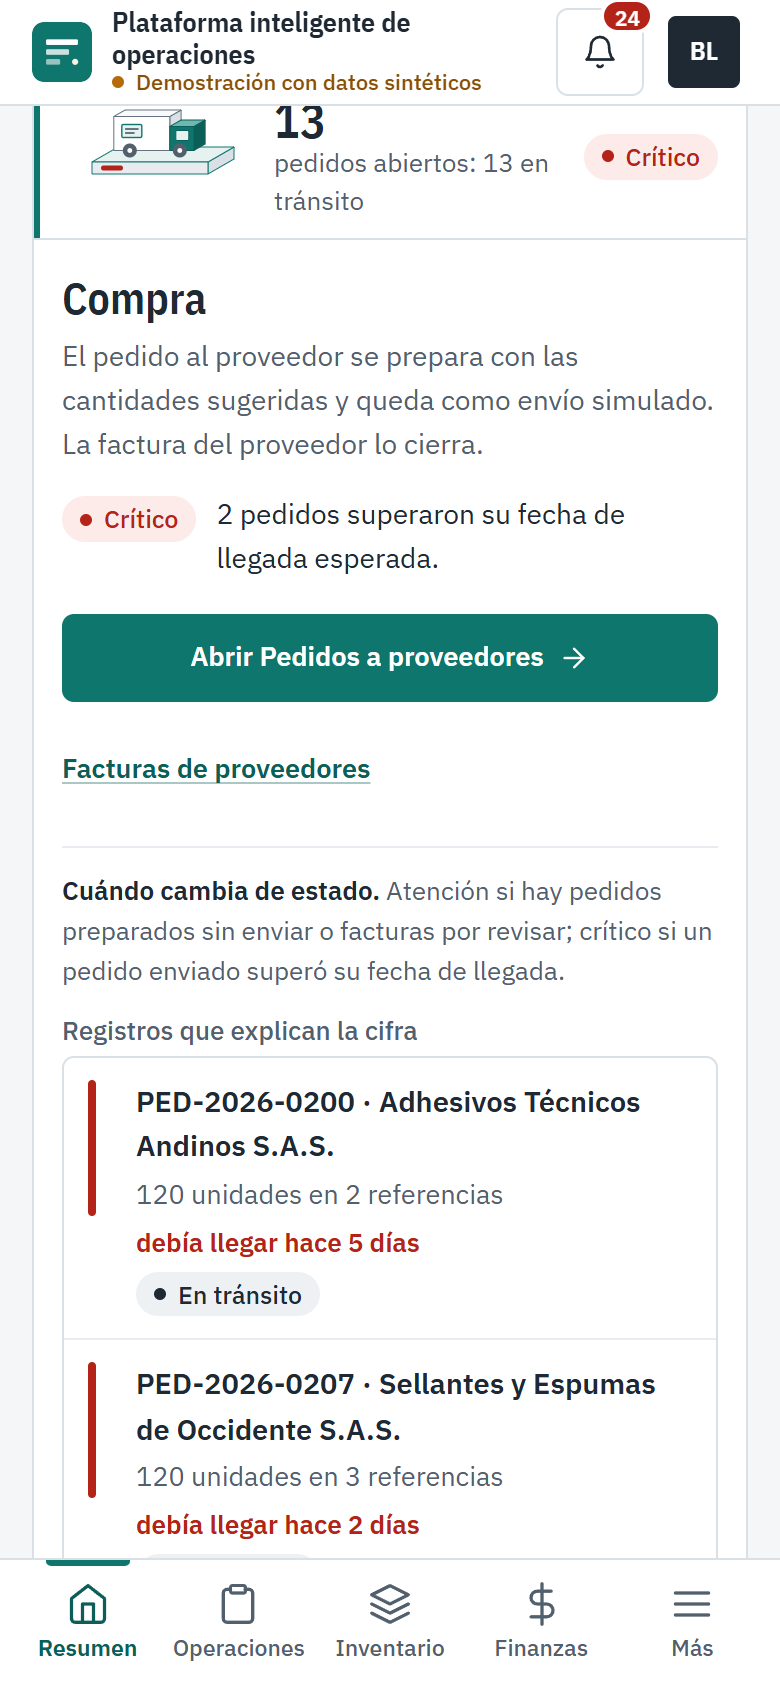 Plataforma inteligente de
operaciones
Demostración con datos sintéticos
24
BL
13
pedidos abiertos: 13 en
tránsito
Crítico
Compra
El pedido al proveedor se prepara con las
cantidades sugeridas y queda como envío simulado.
La factura del proveedor lo cierra.
Crítico
2 pedidos superaron su fecha de
llegada esperada.
Abrir Pedidos a proveedores →
Facturas de proveedores
Cuándo cambia de estado. Atención si hay pedidos
preparados sin enviar o facturas por revisar; crítico si un
pedido enviado superó su fecha de llegada.
Registros que explican la cifra
PED-2026-0200 · Adhesivos Técnicos
Andinos S.A.S.
120 unidades en 2 referencias
debía llegar hace 5 días
En tránsito
PED-2026-0207 · Sellantes y Espumas
de Occidente S.A.S.
120 unidades en 3 referencias
debía llegar hace 2 días
Resumen
Operaciones
Inventario
Finanzas
Más